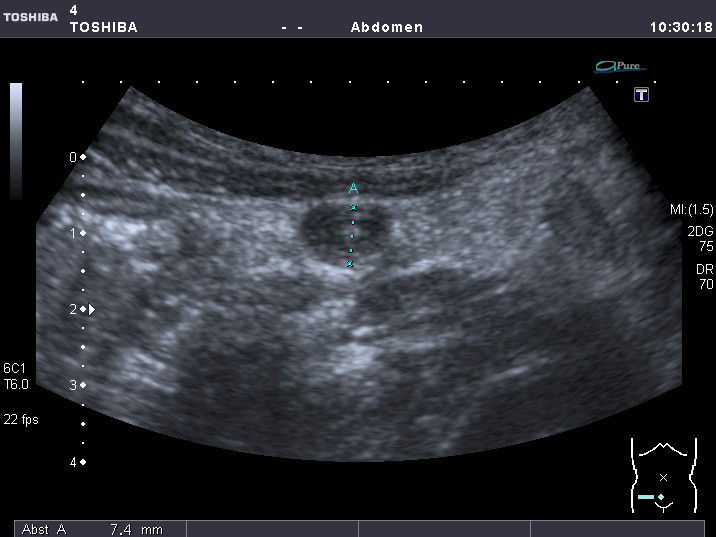 TOSHIBA
4
TOSHIBA - - Abdomen 10:30:18
aPure
T
A
0
1
2
3
4
MI:(1.5)
2DG
75
DR
70
6C1
T6.0
22 fps
Abst A 7.4 mm